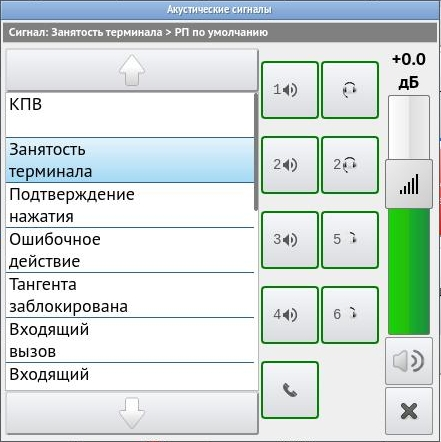 Акустические сигналы
Сигнал: Занятость терминала > РП по умолчанию
+0.0
дБ
КПВ
Занятость
терминала
Подтверждение
нажатия
Ошибочное
действие
Тангента
заблокирована
Входящий
вызов
Входящий
1
2
2
3
5
4
6